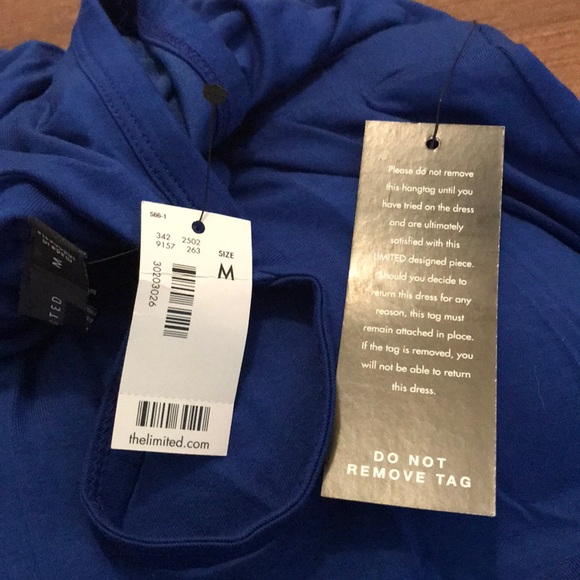 S66-1
342 2502
9157 263
SIZE
M
30203026
thelimited.com
Please do not remove
this hangtag until you
have tried on the dress
and are ultimately
satisfied with this
LIMITED designed piece.
Should you decide to
return this dress for any
reason, this tag must
remain attached in place.
If the tag is removed, you
will not be able to return
this dress.
DO NOT
REMOVE TAG
M